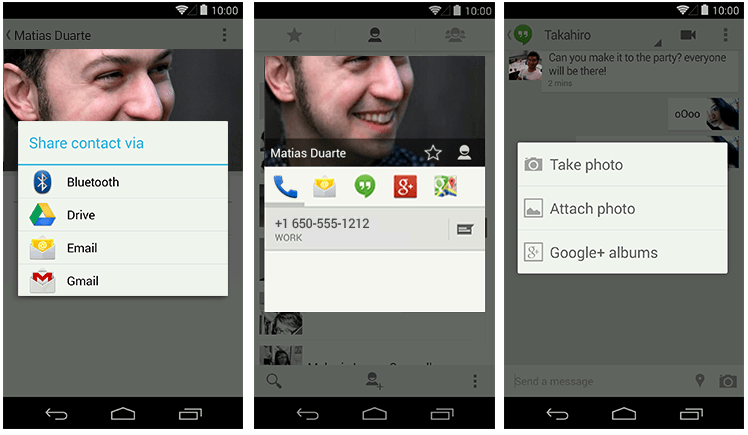 10:00
Matias Duarte
Share contact via
Bluetooth
Drive
Email
Gmail
10:00
Matias Duarte
+1 650-555-1212
WORK
10:00
Takahiro
Can you make it to the party? everyone
will be there!
2 mins
oOoo
Take photo
Attach photo
Google+ albums
Send a message